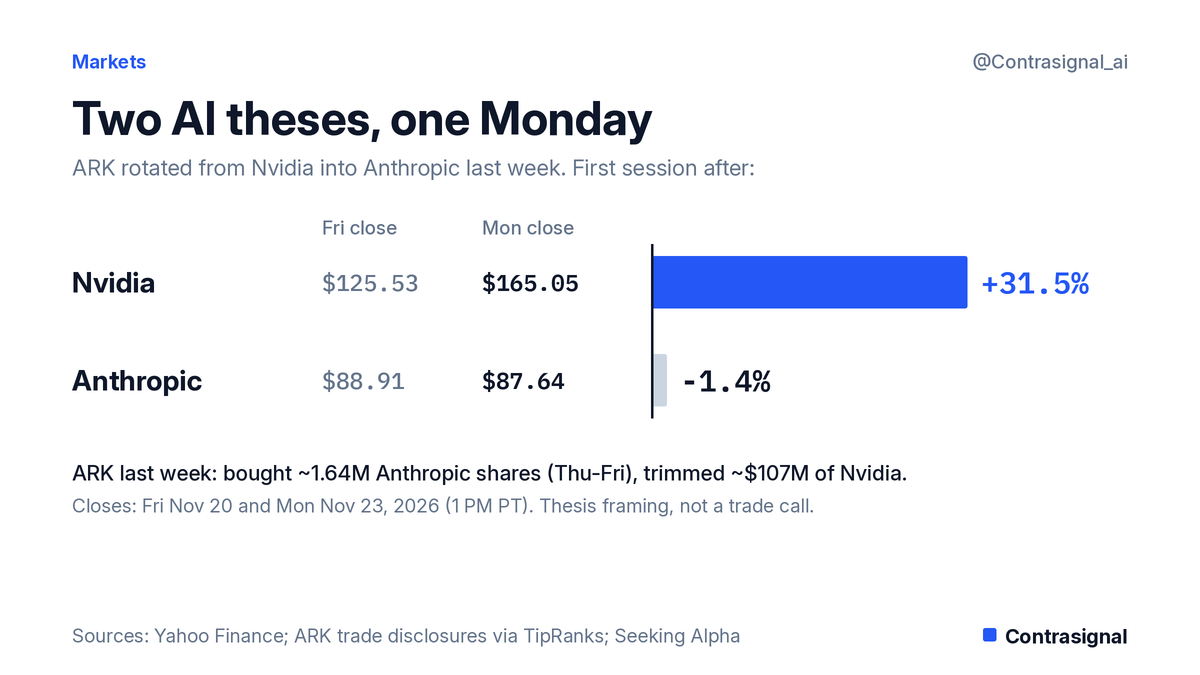 Markets
@Contrasignal_ai
Two AI theses, one Monday
ARK rotated from Nvidia into Anthropic last week. First session after:
Fri close Mon close
Nvidia $125.53 $165.05 +31.5%
Anthropic $88.91 $87.64 -1.4%
ARK last week: bought ~1.64M Anthropic shares (Thu-Fri), trimmed ~$107M of Nvidia.
Closes: Fri Nov 20 and Mon Nov 23, 2026 (1 PM PT). Thesis framing, not a trade call.
Sources: Yahoo Finance; ARK trade disclosures via TipRanks; Seeking Alpha
Contrasignal